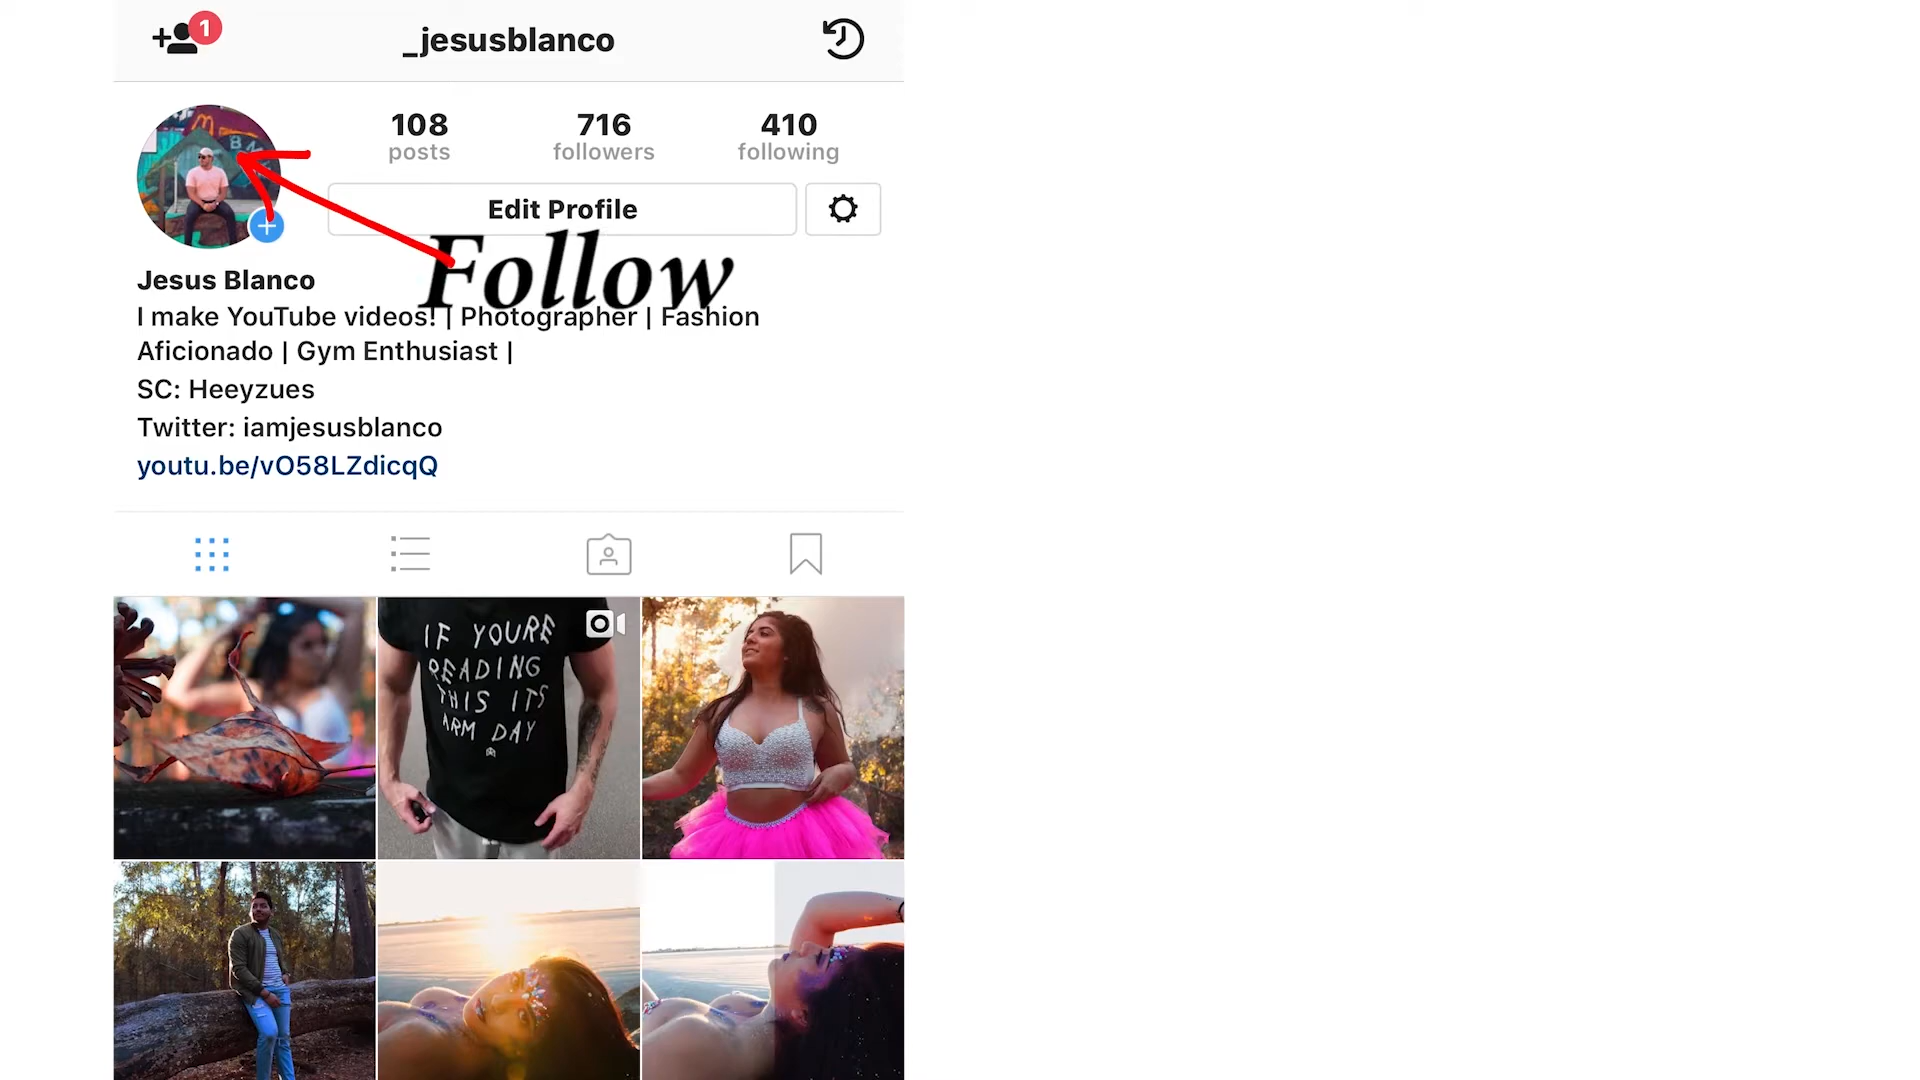 1
_jesusblanco
108
716
410
posts
followers
following
Edit Profile
Follow
Jesus Blanco
I make YouTube videos! | Photographer | Fashion
Aficionado | Gym Enthusiast |
SC: Heeyzues
Twitter: iamjesusblanco
youtu.be/vO58LZdicqQ
IF YOURE
READING
THIS ITS
ARM DAY